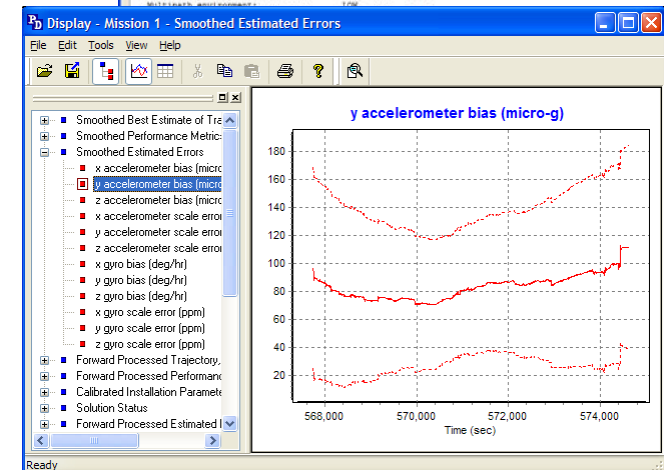 Multipath environment: LOW
Display - Mission 1 - Smoothed Estimated Errors
File Edit Tools View Help
Smoothed Best Estimate of Tra
Smoothed Performance Metric
Smoothed Estimated Errors
x accelerometer bias (micro
y accelerometer bias (micro
z accelerometer bias (micro
x accelerometer scale error
y accelerometer scale error
z accelerometer scale error
x gyro bias (deg/hr)
y gyro bias (deg/hr)
z gyro bias (deg/hr)
x gyro scale error (ppm)
y gyro scale error (ppm)
z gyro scale error (ppm)
Forward Processed Trajectory,
Forward Processed Performanc
Calibrated Installation Paramete
Solution Status
Forward Processed Estimated
y accelerometer bias (micro-g)
180
160
140
120
100
80
60
40
20
568,000 570,000 572,000 574,000
Time (sec)
Ready